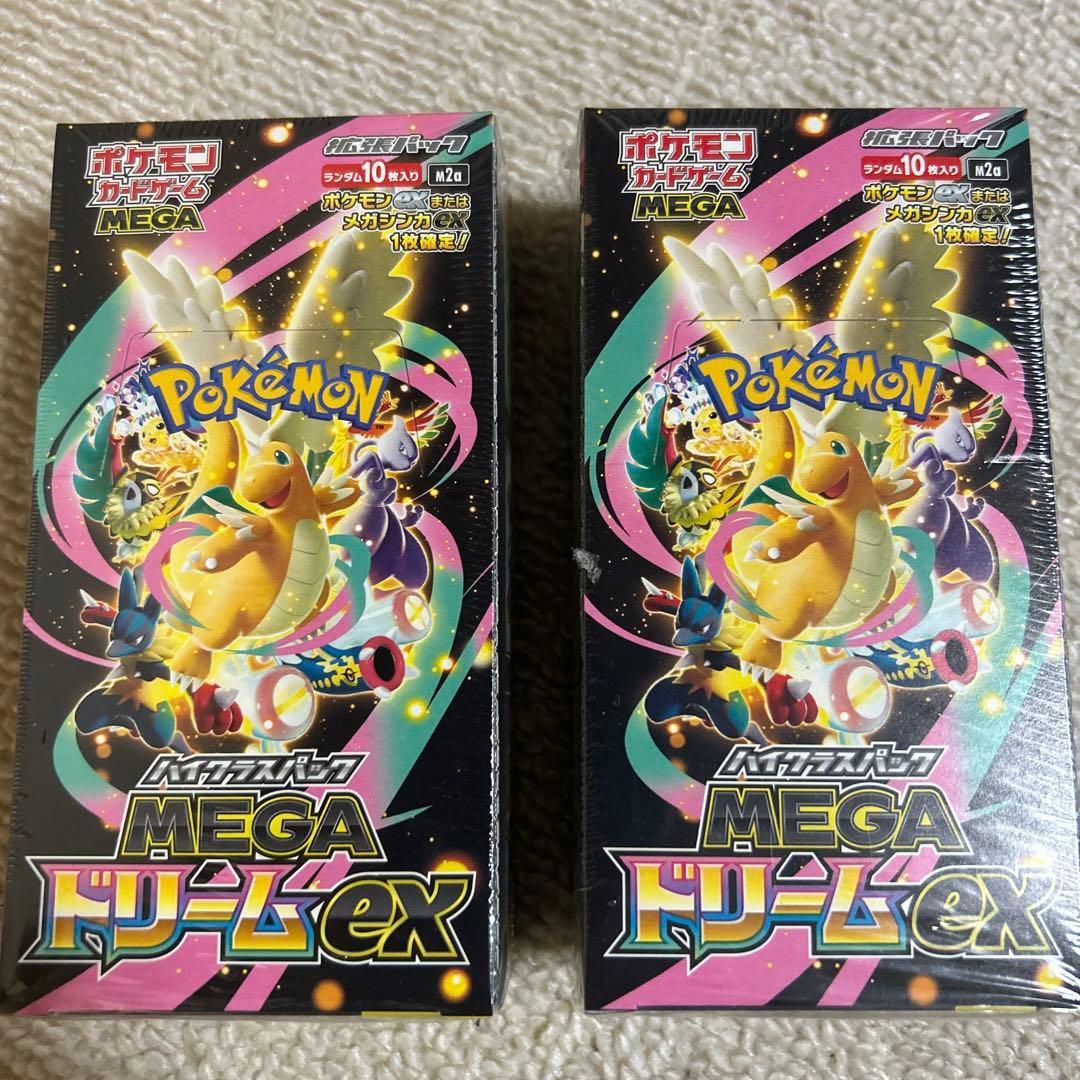 ポケモン
カードゲーム
MEGA
拡張パック
ランダム10枚入り M2a
ポケモンexまたは
メガシンカex
1枚確定!
POKÉMON
ハイクラスパック
MEGA
ドリームex
ポケモン
カードゲーム
MEGA
拡張パック
ランダム10枚入り M2a
ポケモンexまたは
メガシンカex
1枚確定!
POKÉMON
ハイクラスパック
MEGA
ドリームex